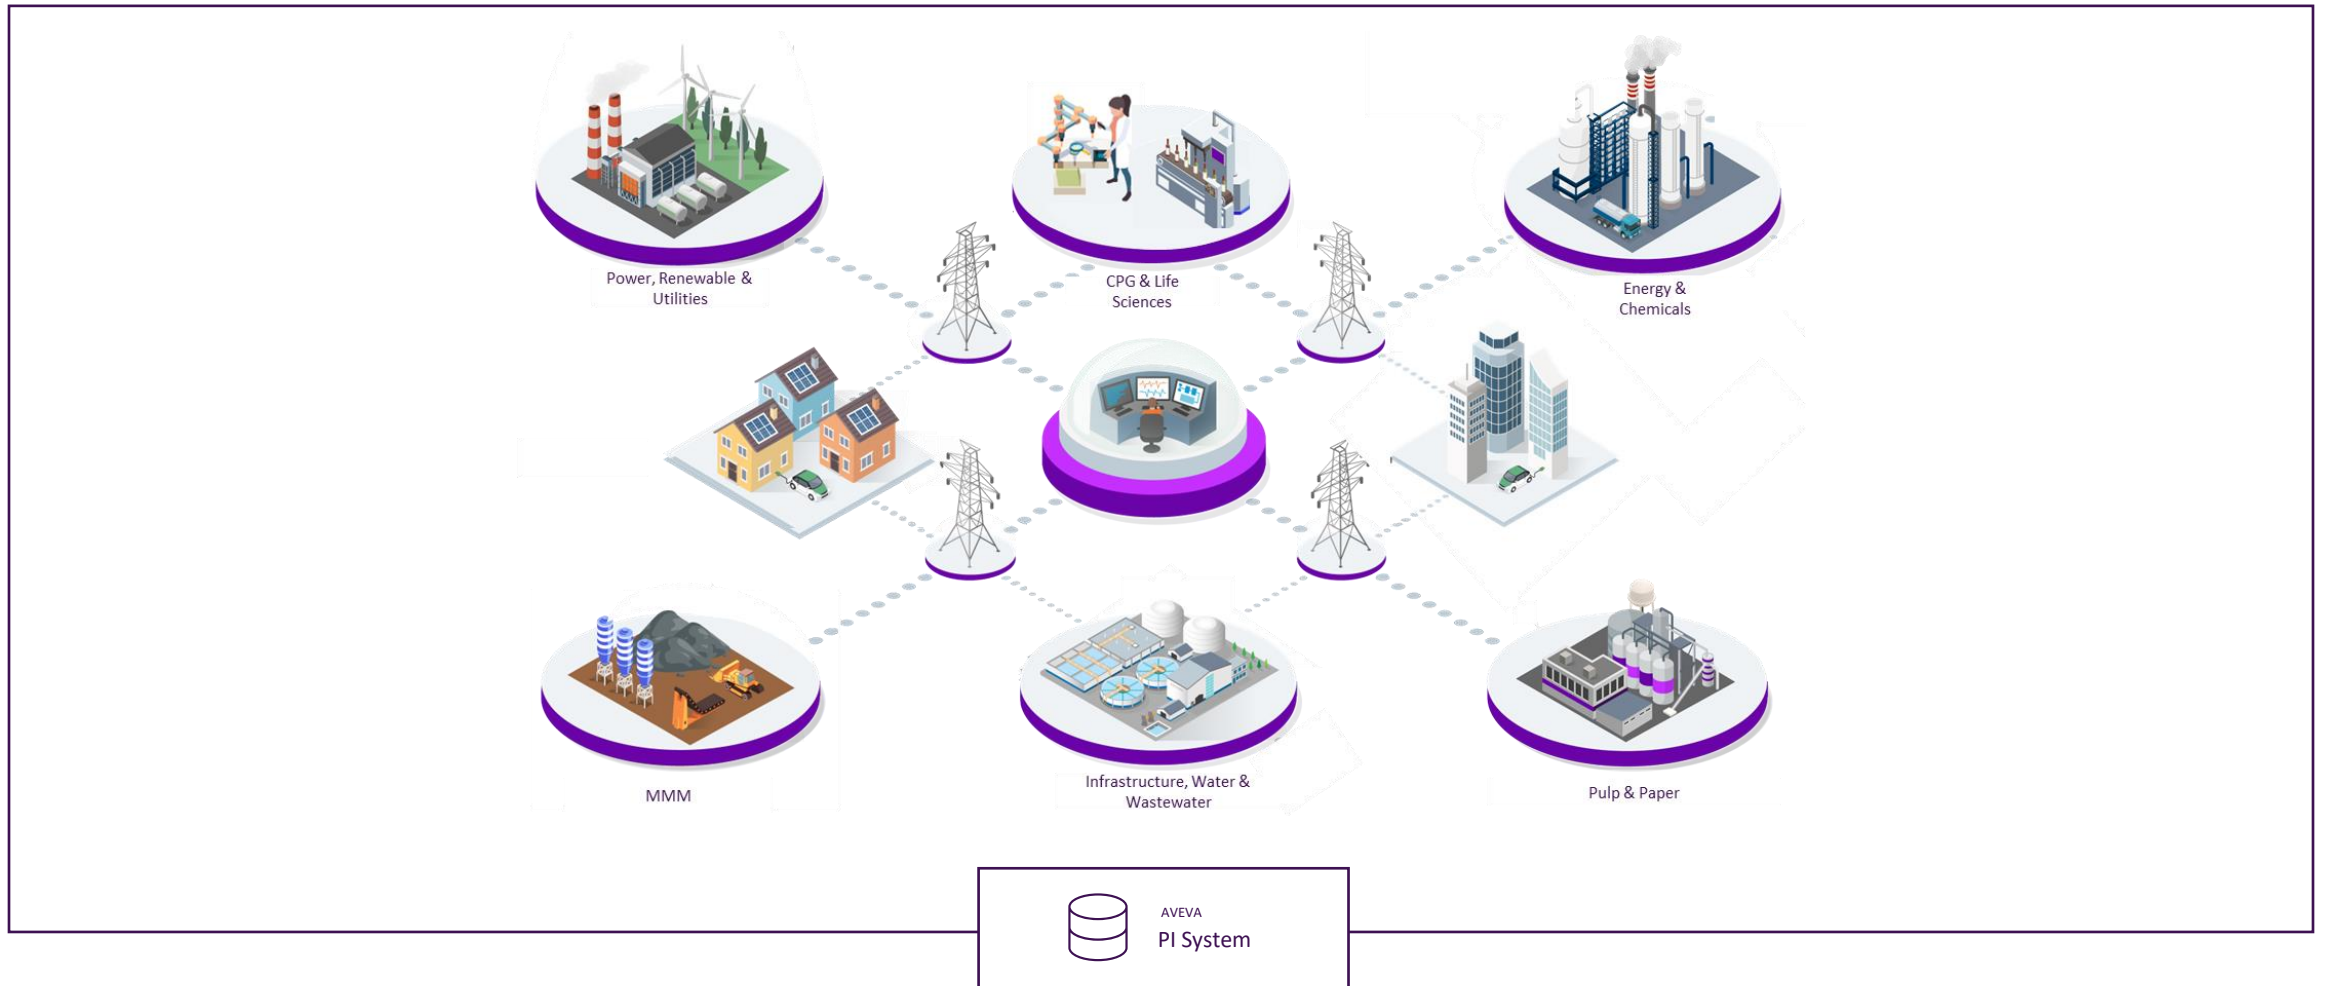 Power, Renewable &
Utilities
CPG & Life
Sciences
Energy &
Chemicals
MMM
Infrastructure, Water &
Wastewater
Pulp & Paper
AVEVA
PI System